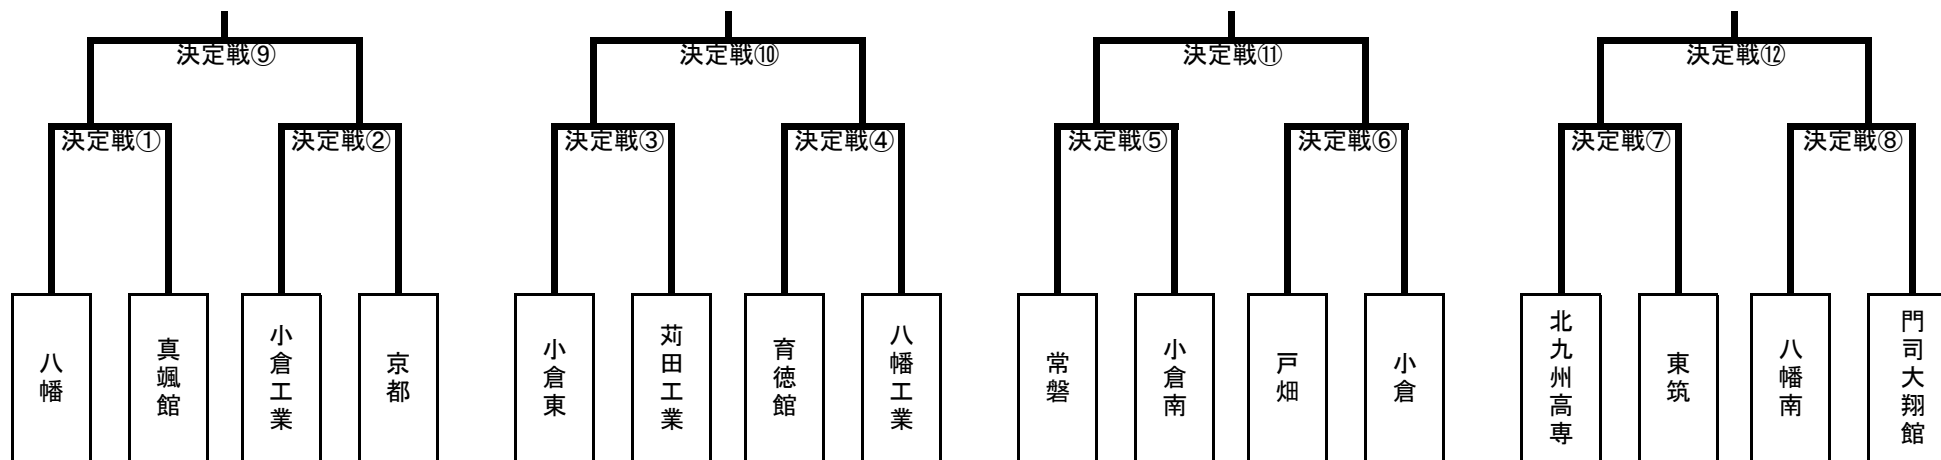 決定戦⑨
決定戦⑩
決定戦⑪
決定戦⑫
決定戦①
決定戦②
決定戦③
決定戦④
決定戦⑤
決定戦⑥
決定戦⑦
決定戦⑧
八幡
真颯館
小倉工業
京都
小倉東
苅田工業
育徳館
八幡工業
常磐
小倉南
戸畑
小倉
北九州高専
東筑
八幡南
門司大翔館